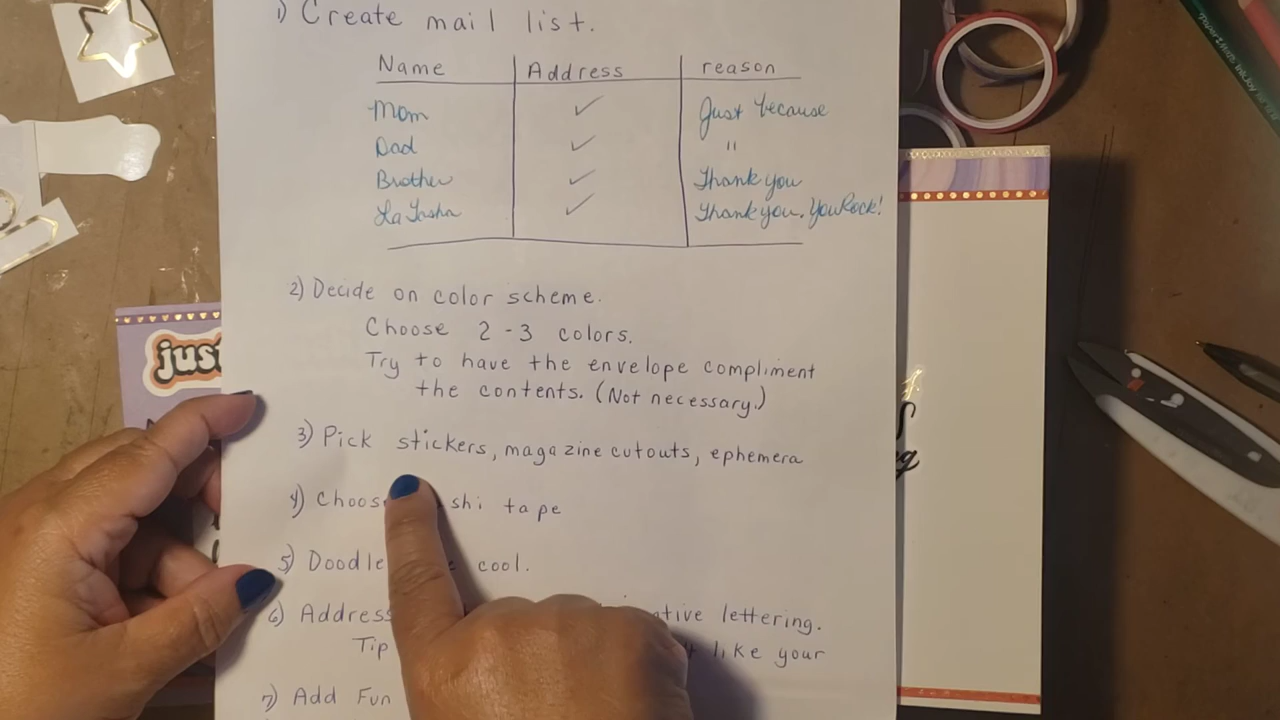 1) Create mail list.
Name Address reason
Mom ✓ Just because
Dad ✓ "
Brother ✓ Thank you
LaTasha ✓ Thank you. You Rock!
2) Decide on color scheme.
Choose 2-3 colors.
Try to have the envelope compliment
the contents. (Not necessary.)
just
3) Pick stickers, magazine cutouts, ephemera
4) Choose shi tape
5) Doodle cool.
6) Address ative lettering.
Tip like your
7) Add Fun